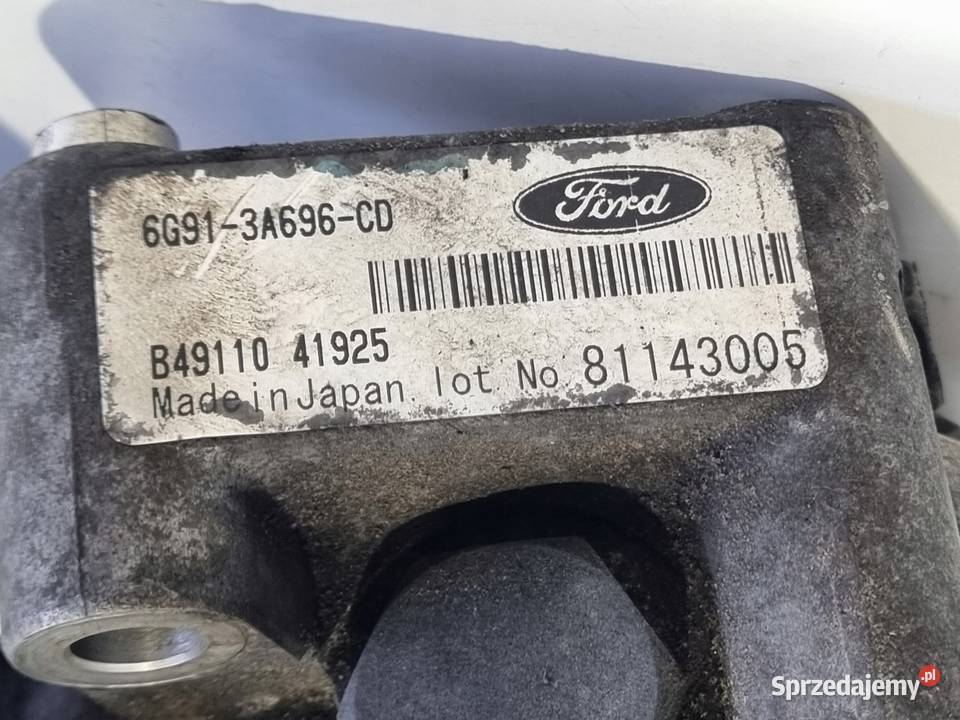 6G91-3A696-CD
Ford
B49110 41925
Made in Japan. lot. No 81143005
Sprzedajemy.pl